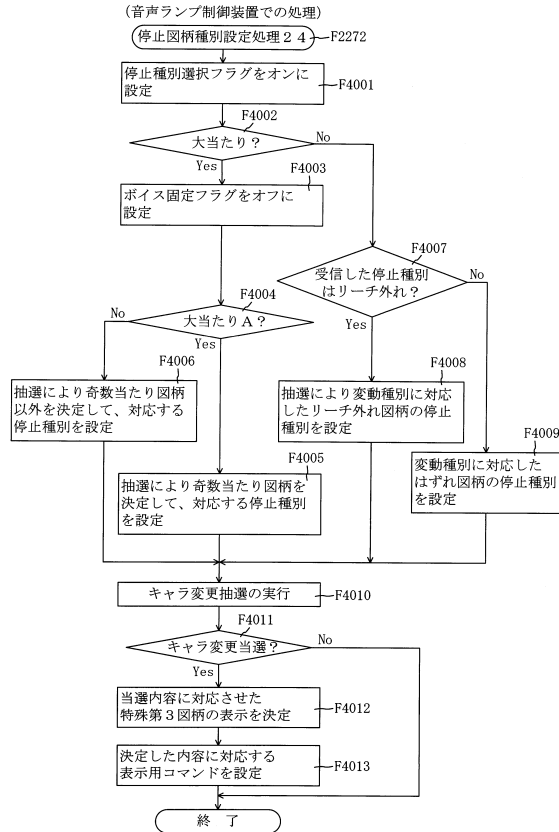 (音声ランプ制御装置での処理)
停止図柄種別設定処理24
F2272
停止種別選択フラグをオンに
設定
F4001
F4002
大当たり?
No
Yes
F4003
ボイス固定フラグをオフに
設定
F4007
受信した停止種別
はリーチ外れ?
No
Yes
F4004
大当たりA?
No
Yes
F4006
抽選により奇数当たり図柄
以外を決定して、対応する
停止種別を設定
F4008
抽選により変動種別に対応
したリーチ外れ図柄の停止
種別を設定
F4009
変動種別に対応した
はずれ図柄の停止種別
を設定
F4005
抽選により奇数当たり図柄を
決定して、対応する停止種別
を設定
キャラ変更抽選の実行
F4010
F4011
キャラ変更当選?
No
Yes
当選内容に対応させた
特殊第3図柄の表示を決定
F4012
決定した内容に対応する
表示用コマンドを設定
F4013
終 了